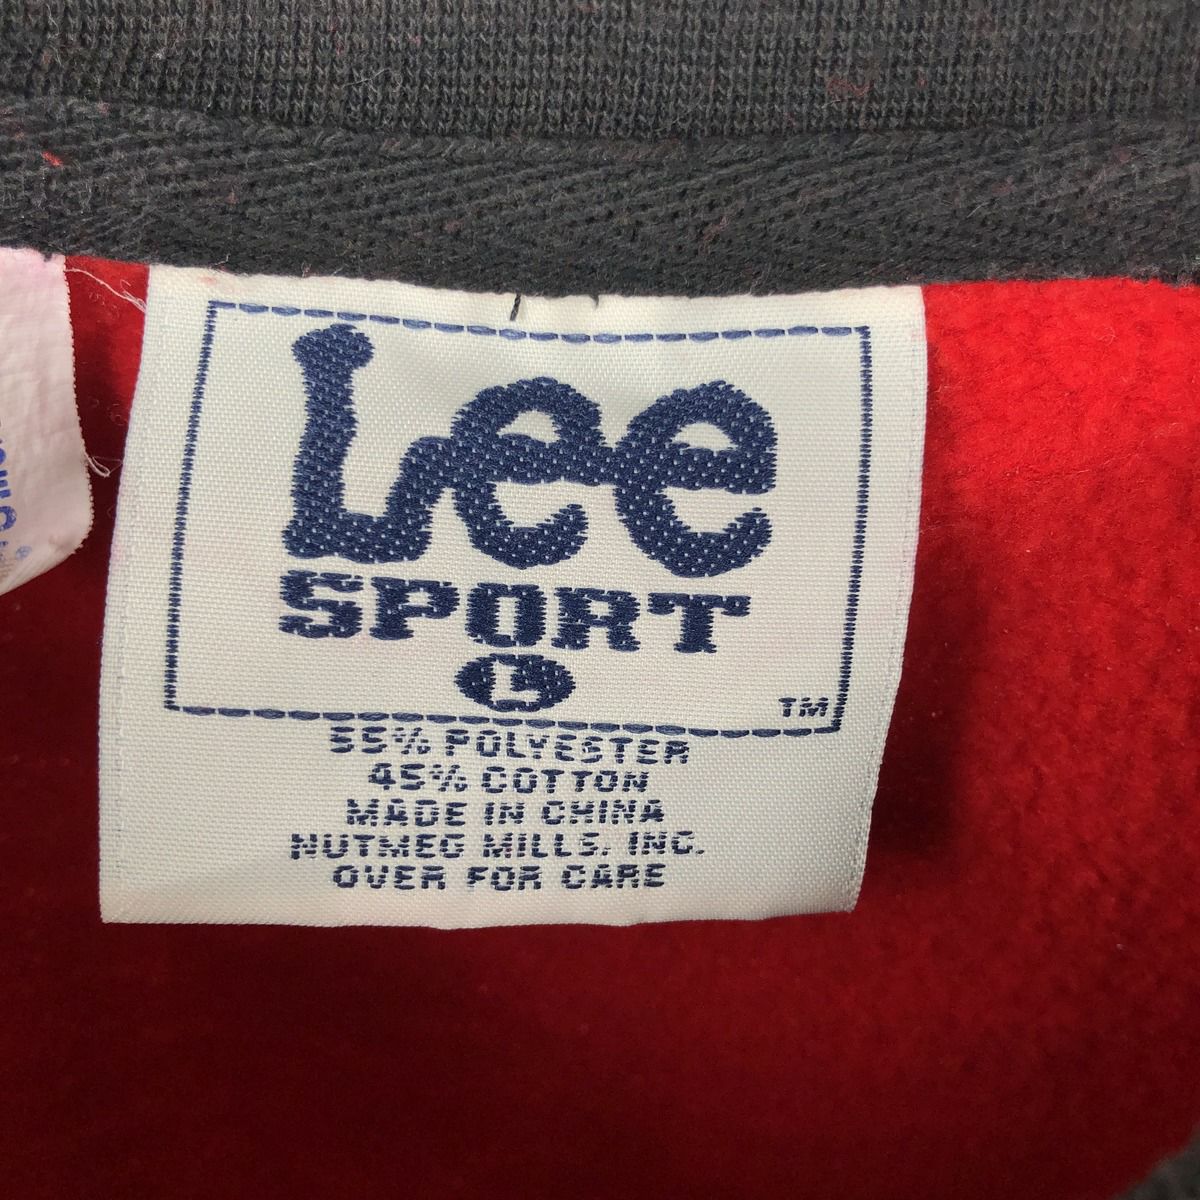 Lee
SPORT
L
TM
55% POLYESTER
45% COTTON
MADE IN CHINA
NUTMEG MILLS, INC.
OVER FOR CARE